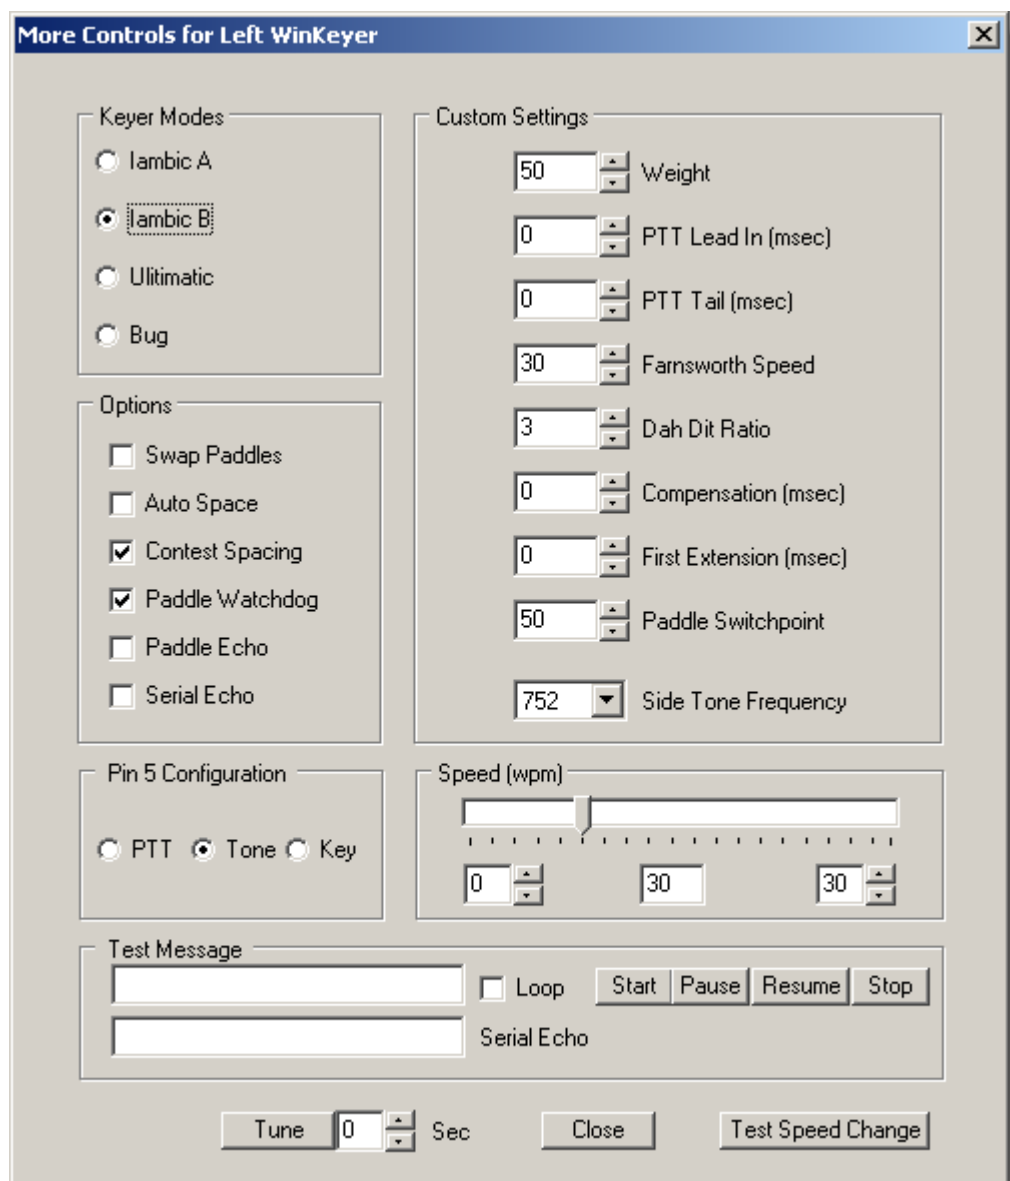 More Controls for Left WinKeyer
Keyer Modes
Iambic A
Iambic B
Ulitimatic
Bug
Options
Swap Paddles
Auto Space
Contest Spacing
Paddle Watchdog
Paddle Echo
Serial Echo
Custom Settings
50 Weight
0 PTT Lead In (msec)
0 PTT Tail (msec)
30 Farnsworth Speed
3 Dah Dit Ratio
0 Compensation (msec)
0 First Extension (msec)
50 Paddle Switchpoint
752 Side Tone Frequency
Pin 5 Configuration
PTT Tone Key
Speed (wpm)
0 30 30
Test Message
Loop Start Pause Resume Stop
Serial Echo
Tune 0 Sec Close Test Speed Change